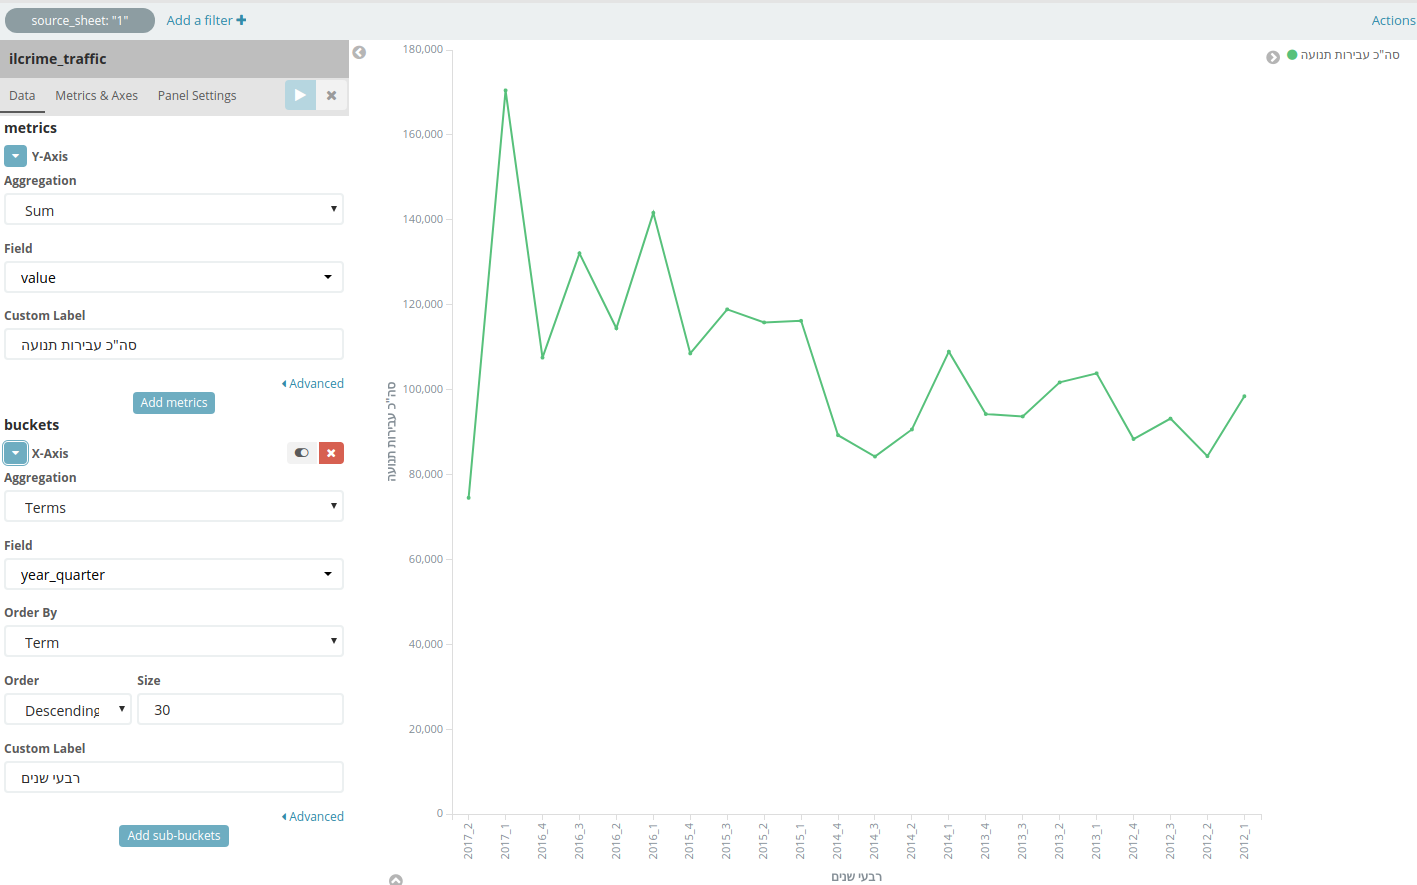 source_sheet: "1"
Add a filter
Actions
ilcrime_traffic
Data Metrics & Axes Panel Settings
metrics
Y-Axis
Aggregation
Sum
Field
value
Custom Label
סה"כ עבירות תנועה
Advanced
Add metrics
buckets
X-Axis
Aggregation
Terms
Field
year_quarter
Order By
Term
Order Size
Descending 30
Custom Label
רבעי שנים
Advanced
Add sub-buckets
סה"כ עבירות תנועה
180,000
160,000
140,000
120,000
100,000
80,000
60,000
40,000
20,000
0
סה"כ עבירות תנועה
2017_2 2017_1 2016_4 2016_3 2016_2 2016_1 2015_4 2015_3 2015_2 2015_1 2014_4 2014_3 2014_2 2014_1 2013_4 2013_3 2013_2 2013_1 2012_4 2012_3 2012_2 2012_1
רבעי שנים